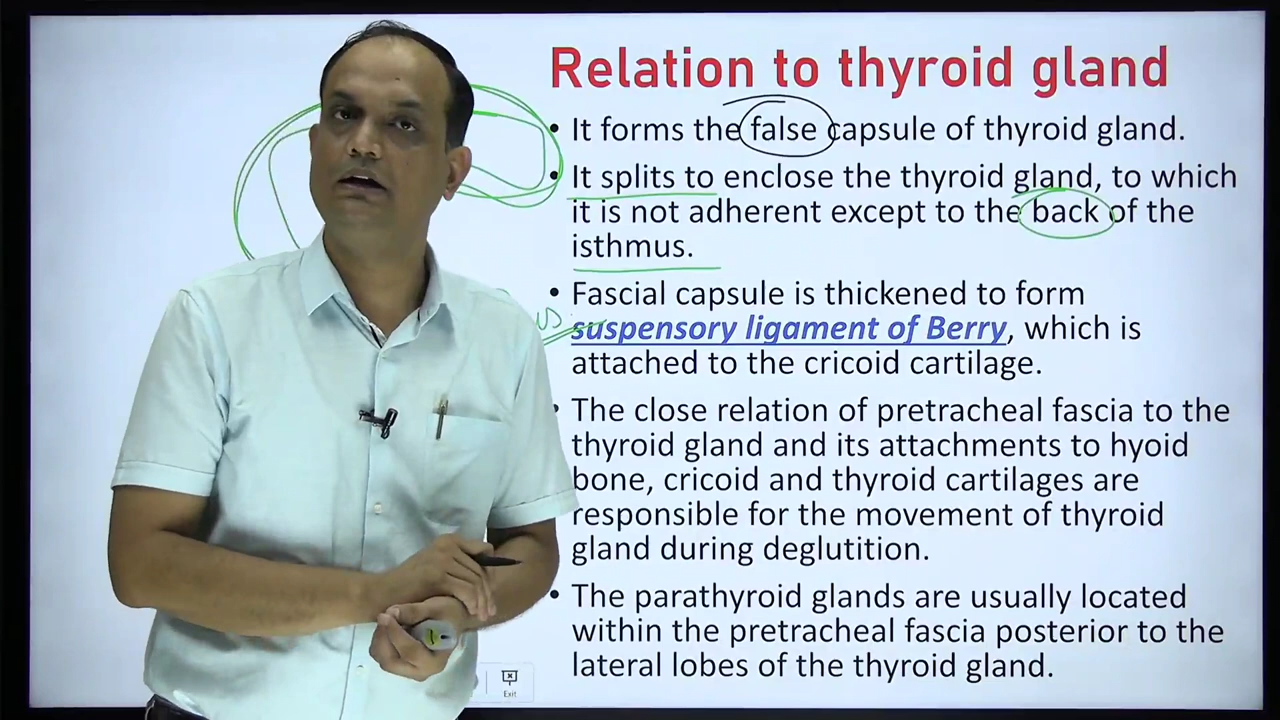 Relation to thyroid gland
• It forms the false capsule of thyroid gland.
• It splits to enclose the thyroid gland, to which
it is not adherent except to the back of the
isthmus.
• Fascial capsule is thickened to form
suspensory ligament of Berry, which is
attached to the cricoid cartilage.
• The close relation of pretracheal fascia to the
thyroid gland and its attachments to hyoid
bone, cricoid and thyroid cartilages are
responsible for the movement of thyroid
gland during deglutition.
• The parathyroid glands are usually located
within the pretracheal fascia posterior to the
lateral lobes of the thyroid gland.
Exit